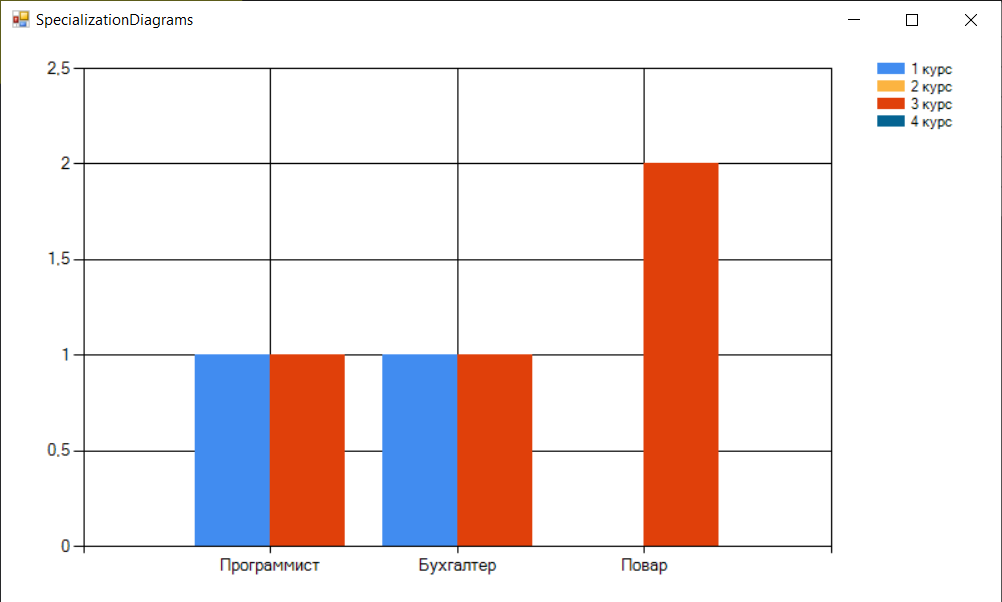 SpecializationDiagrams
1 курс
2 курс
3 курс
4 курс
2,5
2
1,5
1
0,5
0
Программист Бухгалтер Повар